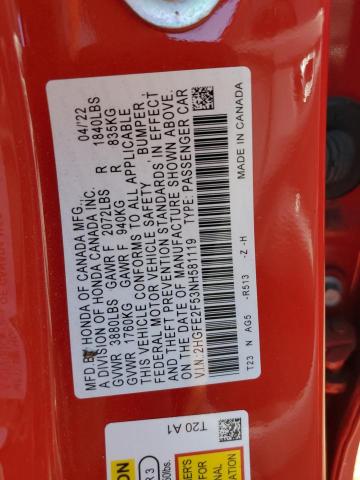 MFD. BY HONDA OF CANADA MFG., 04/22
A DIVISION OF HONDA CANADA INC.
GVWR 3880LBS GAWR F 2072LBS R 1840LBS
GVWR 1760KG GAWR F 940KG R 835KG
THIS VEHICLE CONFORMS TO ALL APPLICABLE
FEDERAL MOTOR VEHICLE SAFETY, BUMPER,
AND THEFT PREVENTION STANDARDS IN EFFECT
ON THE DATE OF MANUFACTURE SHOWN ABOVE.
V.I.N.: 2HGFE2F53NH581119 TYPE: PASSENGER CAR
MADE IN CANADA
T23 N AG5 -R513 -Z -H
T20 A1